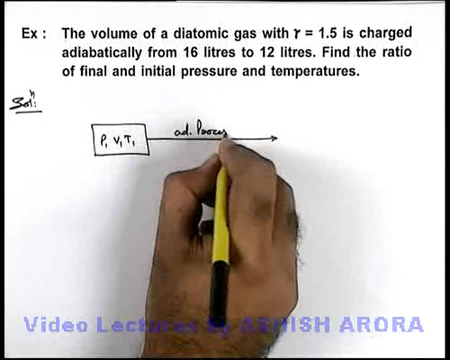 Ex : The volume of a diatomic gas with γ = 1.5 is charged
adiabatically from 16 litres to 12 litres. Find the ratio
of final and initial pressure and temperatures.
Solⁿ:
ad. Process
P₁ V₁ T₁
Video Lectures by ASHISH ARORA